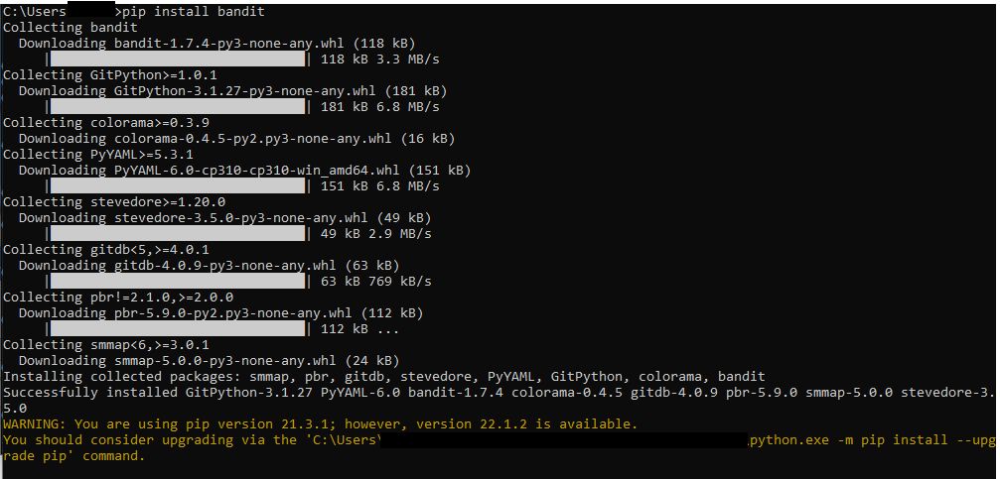 C:\Users >pip install bandit
Collecting bandit
Downloading bandit-1.7.4-py3-none-any.whl (118 kB)
| | 118 kB 3.3 MB/s
Collecting GitPython>=1.0.1
Downloading GitPython-3.1.27-py3-none-any.whl (181 kB)
| | 181 kB 6.8 MB/s
Collecting colorama>=0.3.9
Downloading colorama-0.4.5-py2.py3-none-any.whl (16 kB)
Collecting PyYAML>=5.3.1
Downloading PyYAML-6.0-cp310-cp310-win_amd64.whl (151 kB)
| | 151 kB 6.8 MB/s
Collecting stevedore>=1.20.0
Downloading stevedore-3.5.0-py3-none-any.whl (49 kB)
| | 49 kB 2.9 MB/s
Collecting gitdb<5,>=4.0.1
Downloading gitdb-4.0.9-py3-none-any.whl (63 kB)
| | 63 kB 769 kB/s
Collecting pbr!=2.1.0,>=2.0.0
Downloading pbr-5.9.0-py2.py3-none-any.whl (112 kB)
| | 112 kB ...
Collecting smmap<6,>=3.0.1
Downloading smmap-5.0.0-py3-none-any.whl (24 kB)
Installing collected packages: smmap, pbr, gitdb, stevedore, PyYAML, GitPython, colorama, bandit
Successfully installed GitPython-3.1.27 PyYAML-6.0 bandit-1.7.4 colorama-0.4.5 gitdb-4.0.9 pbr-5.9.0 smmap-5.0.0 stevedore-3.
5.0
WARNING: You are using pip version 21.3.1; however, version 22.1.2 is available.
You should consider upgrading via the 'C:\Users\ \python.exe -m pip install --upg
rade pip' command.